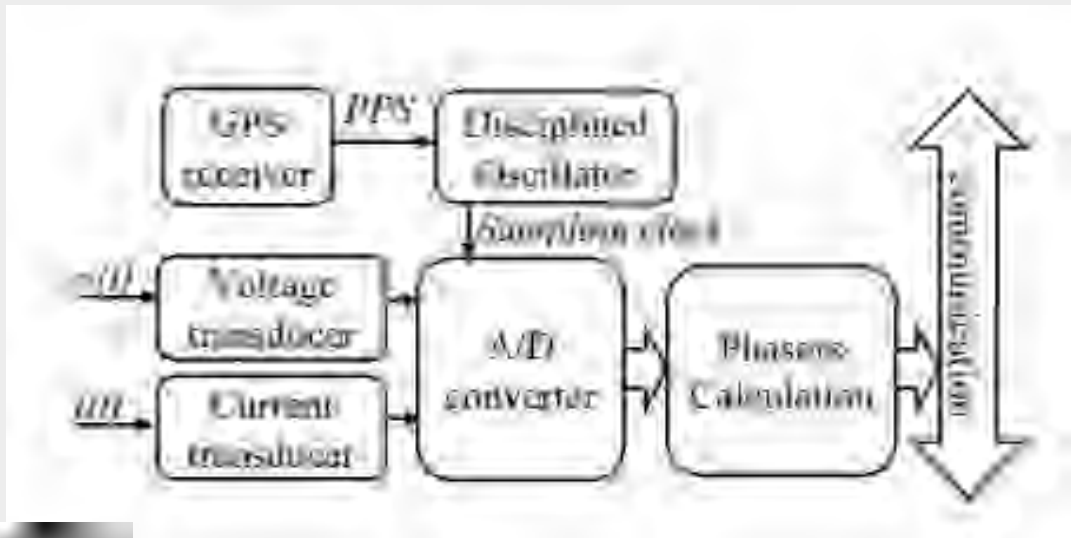 GPS
receiver
PPS
Disciplined
Oscillator
Sampling clock
Voltage
transducer
A/D
converter
Phasors
Calculation
Current
transducer
communication